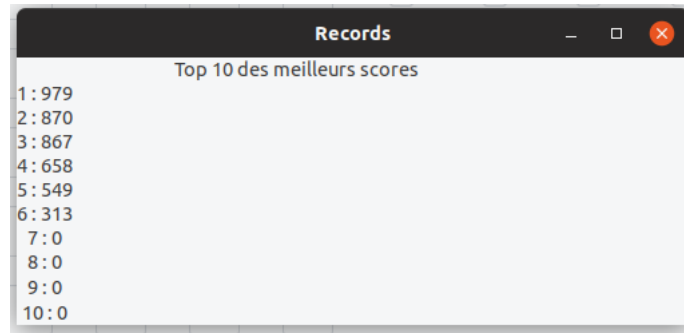 Records
Top 10 des meilleurs scores
1 : 979
2 : 870
3 : 867
4 : 658
5 : 549
6 : 313
7 : 0
8 : 0
9 : 0
10 : 0